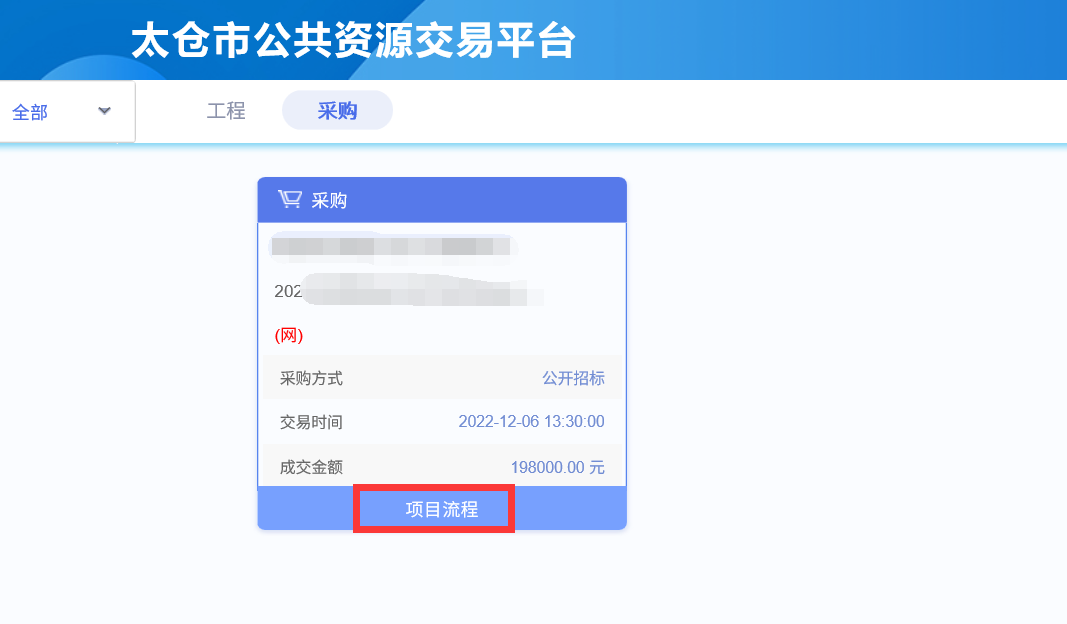 太仓市公共资源交易平台
全部 工程 采购
采购
202
(网)
采购方式 公开招标
交易时间 2022-12-06 13:30:00
成交金额 198000.00 元
项目流程